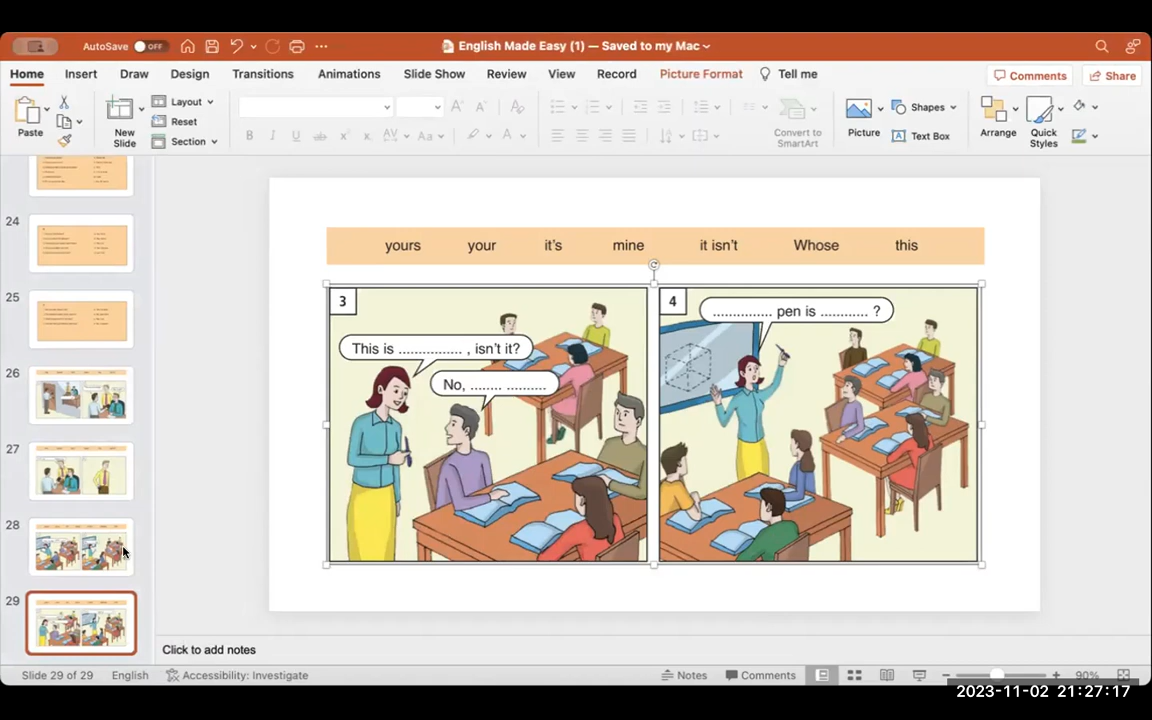 AutoSave OFF
English Made Easy (1) — Saved to my Mac
Home Insert Draw Design Transitions Animations Slide Show Review View Record Picture Format Tell me
Comments Share
Paste
New Slide
Layout
Reset
Section
B I U ab
Convert to SmartArt
Picture
Shapes
Text Box
Arrange
Quick Styles
24
25
26
27
28
29
yours your it's mine it isn't Whose this
3
This is ............... , isn't it?
No, ........ ..........
4
............... pen is ............ ?
Click to add notes
Slide 29 of 29 English Accessibility: Investigate Notes Comments 90%
2023-11-02 21:27:17